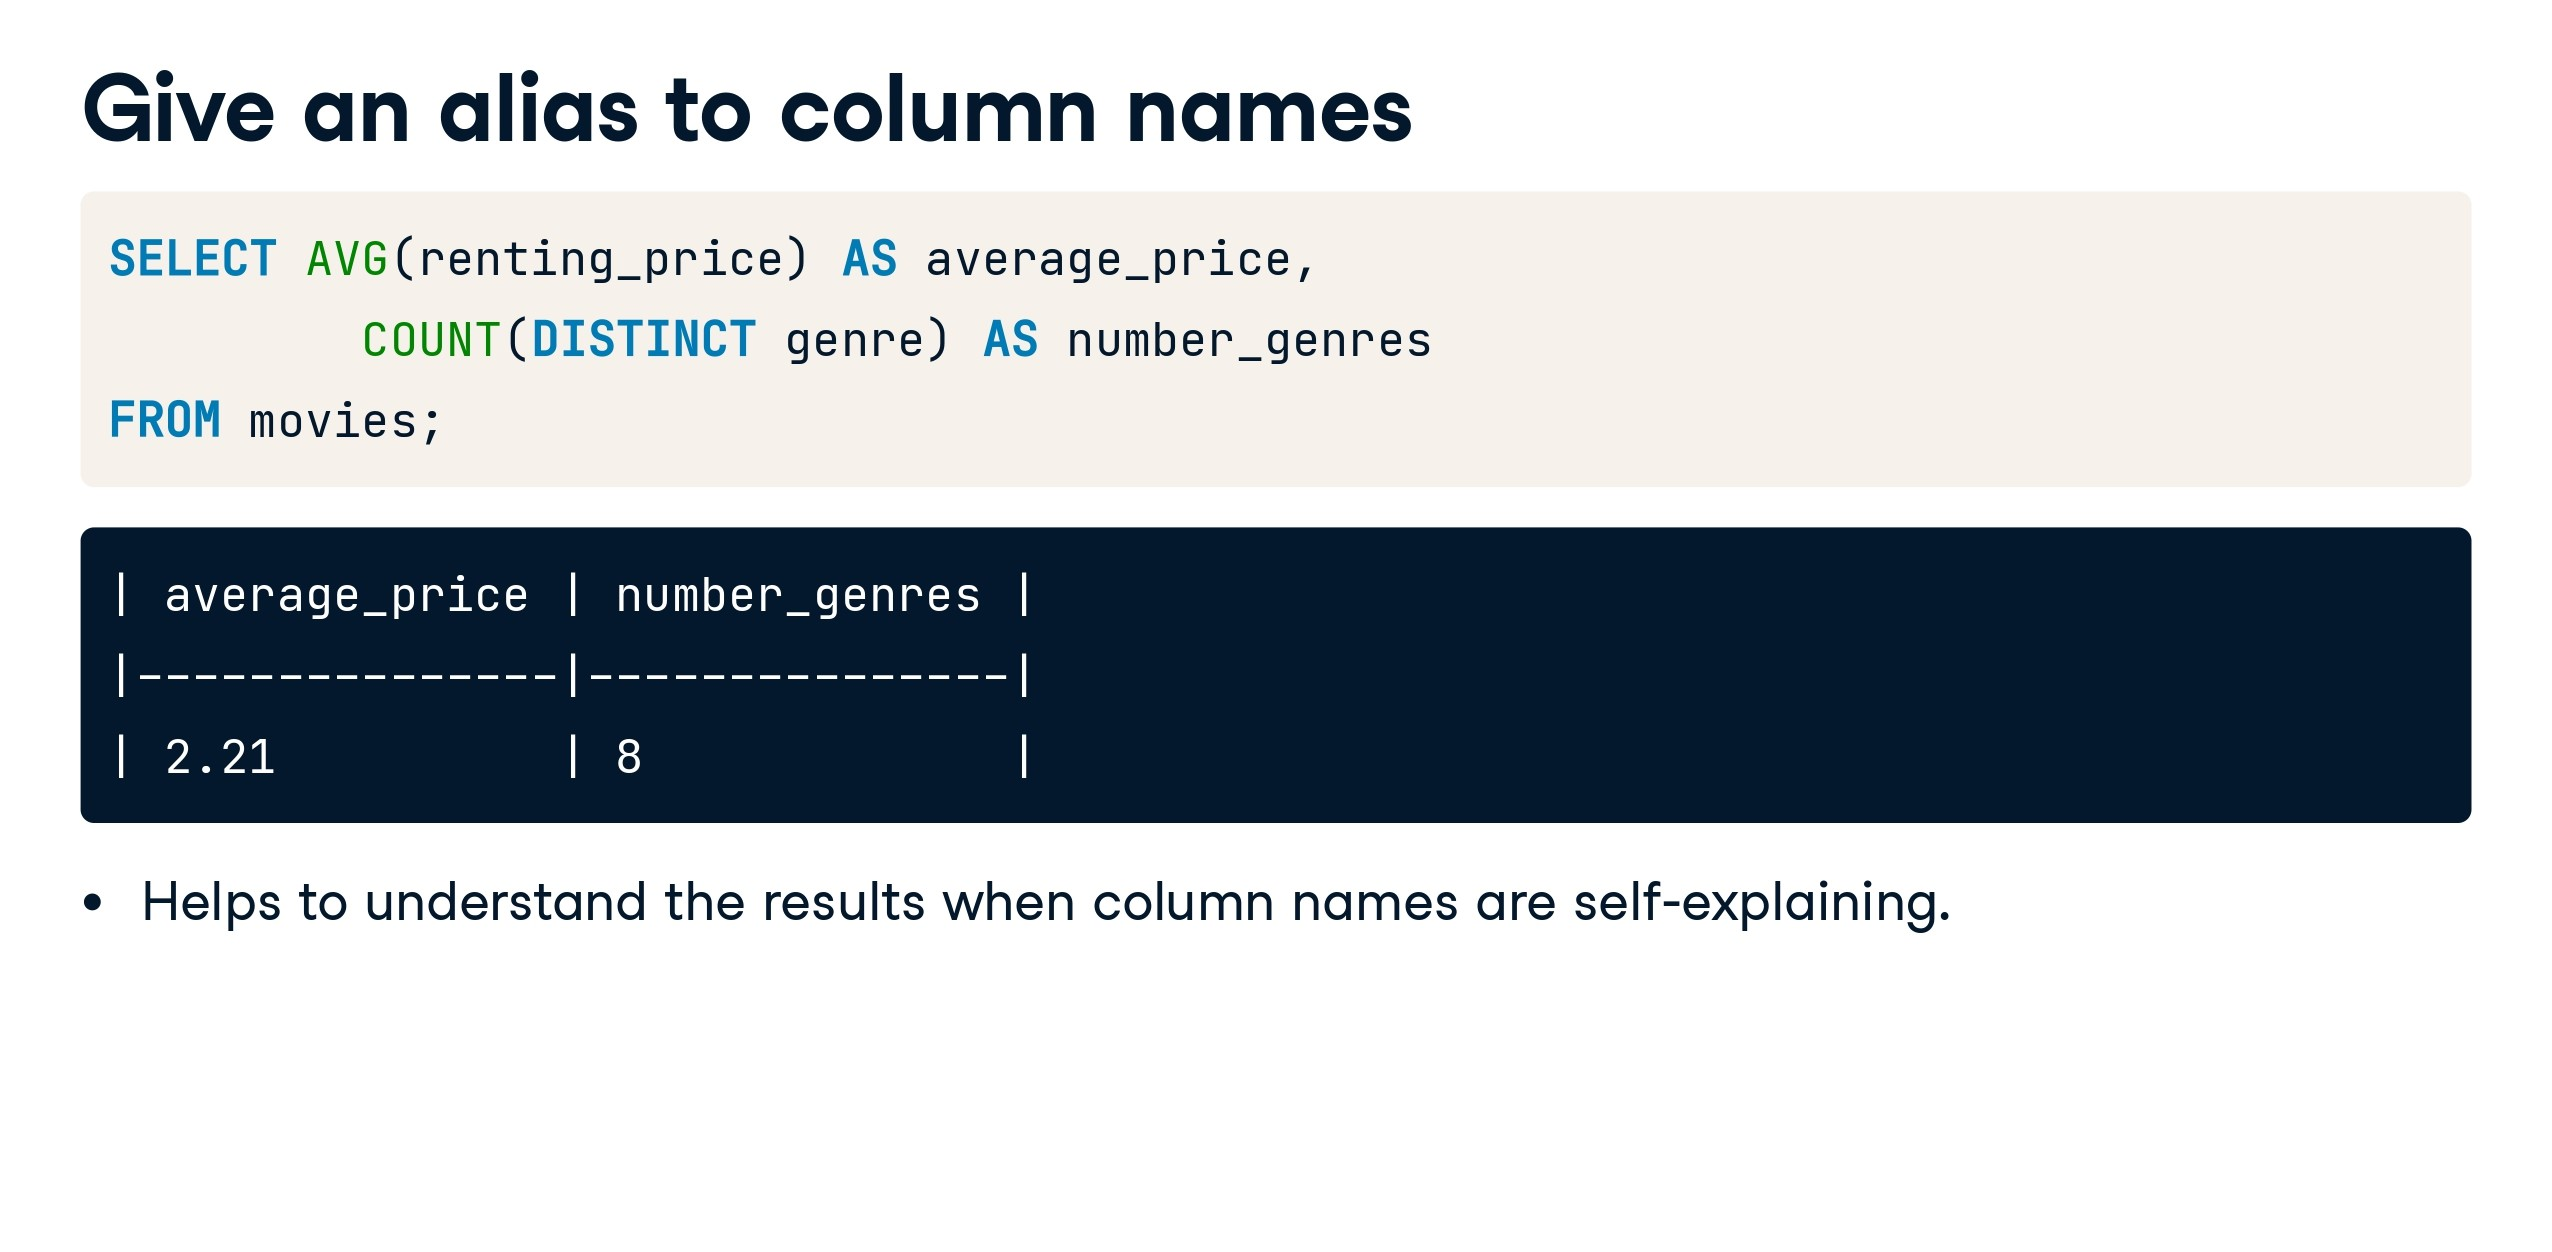 Give an alias to column names
SELECT AVG(renting_price) AS average_price,
         COUNT(DISTINCT genre) AS number_genres
FROM movies;
| average_price | number_genres |
|---------------|---------------|
| 2.21          | 8             |
• Helps to understand the results when column names are self-explaining.